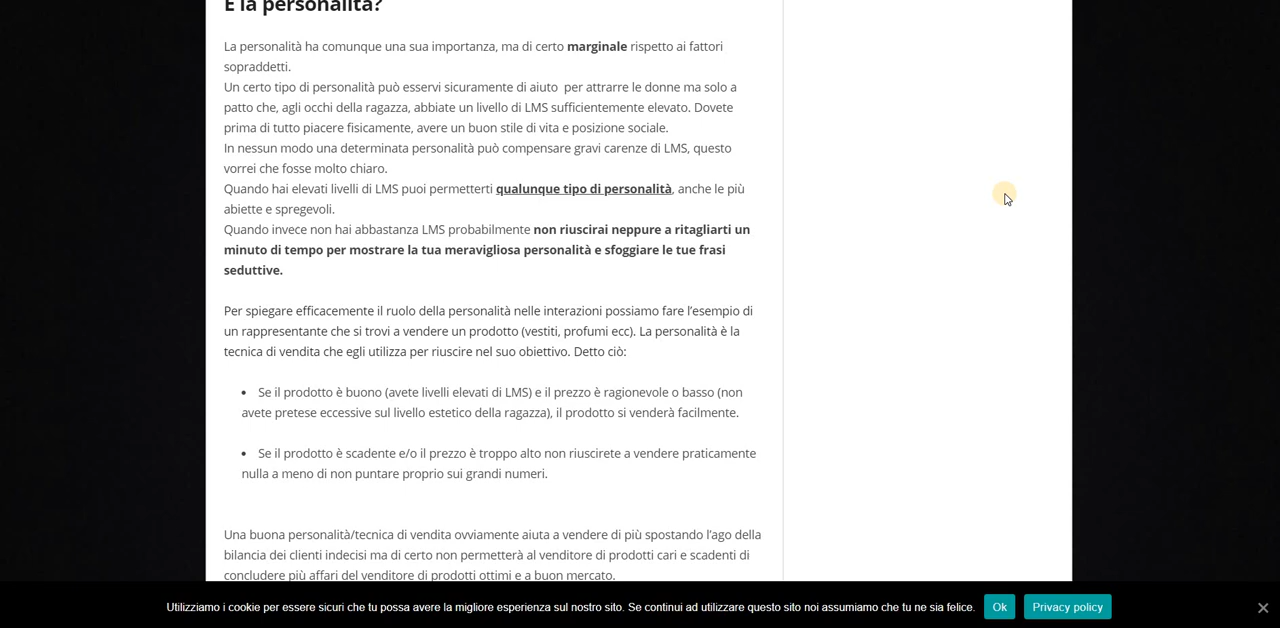 E la personalità?
La personalità ha comunque una sua importanza, ma di certo marginale rispetto ai fattori
sopraddetti.
Un certo tipo di personalità può esservi sicuramente di aiuto  per attrarre le donne ma solo a
patto che, agli occhi della ragazza, abbiate un livello di LMS sufficientemente elevato. Dovete
prima di tutto piacere fisicamente, avere un buon stile di vita e posizione sociale.
In nessun modo una determinata personalità può compensare gravi carenze di LMS, questo
vorrei che fosse molto chiaro.
Quando hai elevati livelli di LMS puoi permetterti qualunque tipo di personalità, anche le più
abiette e spregevoli.
Quando invece non hai abbastanza LMS probabilmente non riuscirai neppure a ritagliarti un
minuto di tempo per mostrare la tua meravigliosa personalità e sfoggiare le tue frasi
seduttive.
Per spiegare efficacemente il ruolo della personalità nelle interazioni possiamo fare l'esempio di
un rappresentante che si trovi a vendere un prodotto (vestiti, profumi ecc). La personalità è la
tecnica di vendita che egli utilizza per riuscire nel suo obiettivo. Detto ciò:
• Se il prodotto è buono (avete livelli elevati di LMS) e il prezzo è ragionevole o basso (non
avete pretese eccessive sul livello estetico della ragazza), il prodotto si venderà facilmente.
• Se il prodotto è scadente e/o il prezzo è troppo alto non riuscirete a vendere praticamente
nulla a meno di non puntare proprio sui grandi numeri.
Una buona personalità/tecnica di vendita ovviamente aiuta a vendere di più spostando l'ago della
bilancia dei clienti indecisi ma di certo non permetterà al venditore di prodotti cari e scadenti di
concludere più affari del venditore di prodotti ottimi e a buon mercato.
Utilizziamo i cookie per essere sicuri che tu possa avere la migliore esperienza sul nostro sito. Se continui ad utilizzare questo sito noi assumiamo che tu ne sia felice. Ok Privacy policy